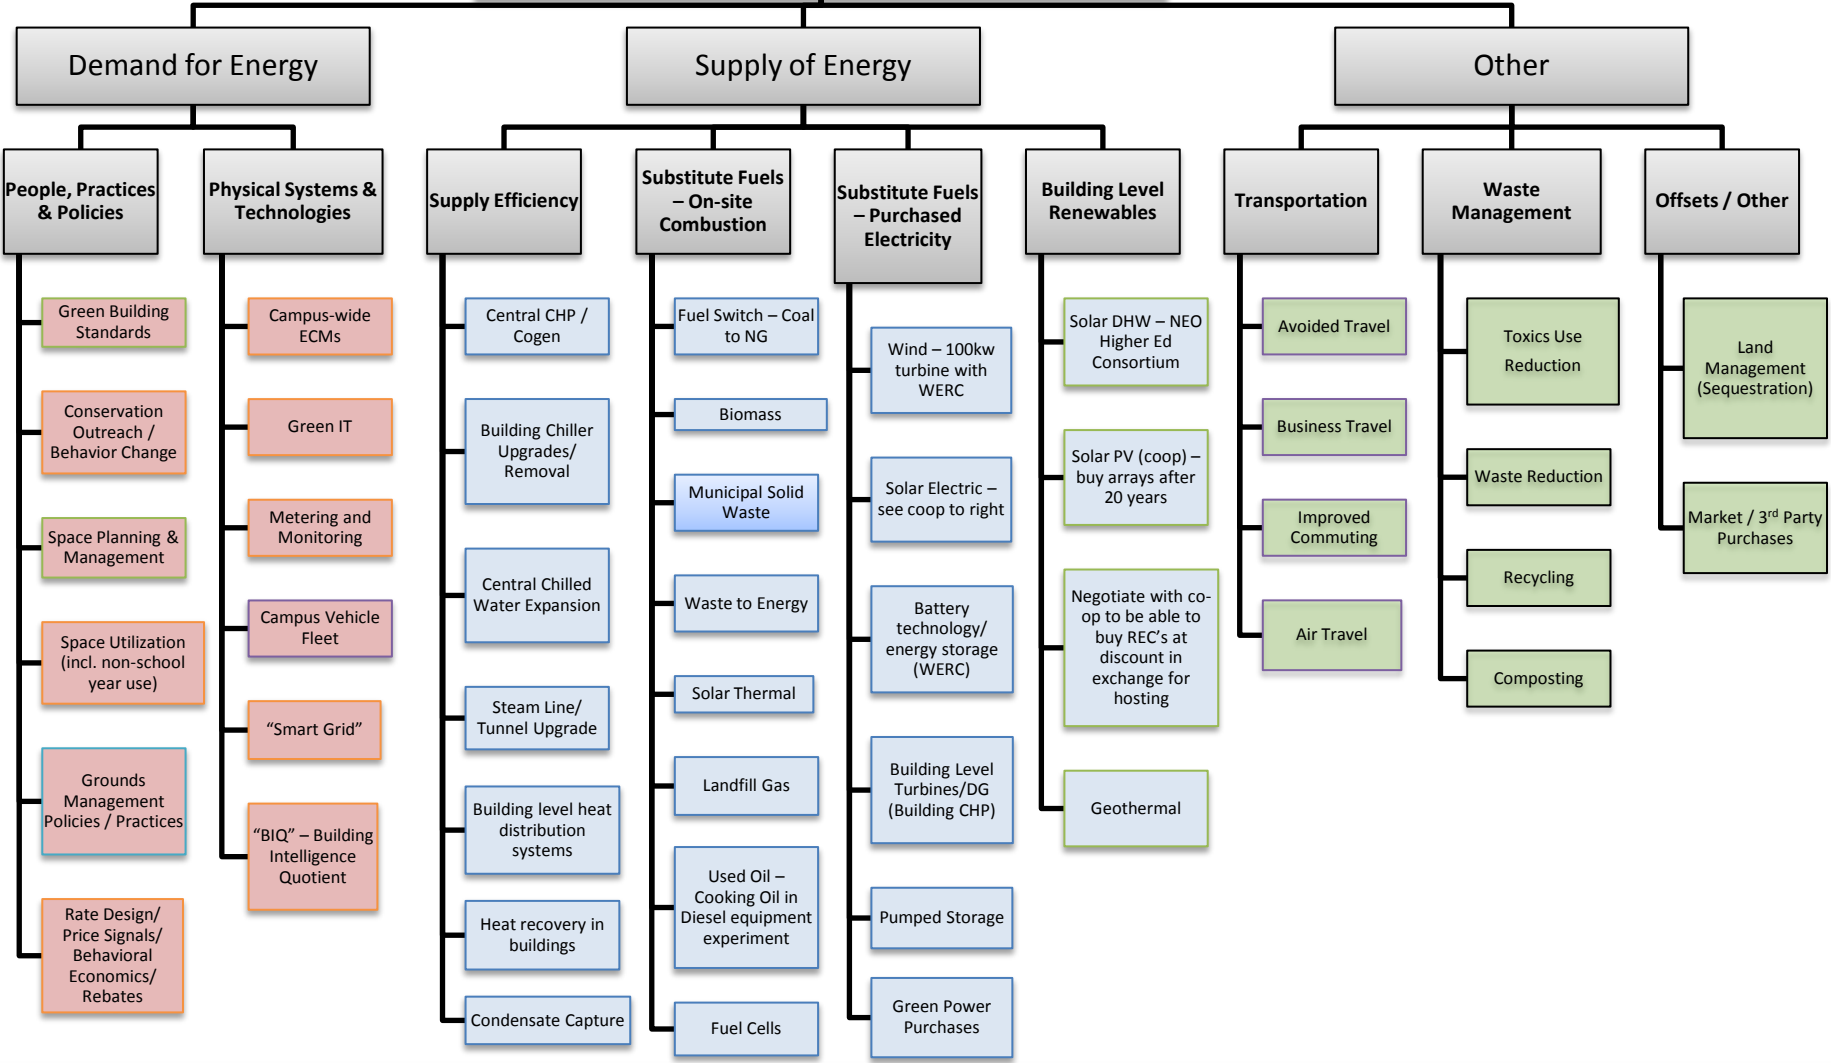 Demand for Energy
Supply of Energy
Other
People, Practices
& Policies
Physical Systems &
Technologies
Supply Efficiency
Substitute Fuels
– On-site
Combustion
Substitute Fuels
– Purchased
Electricity
Building Level
Renewables
Transportation
Waste
Management
Offsets / Other
Green Building
Standards
Conservation
Outreach /
Behavior Change
Space Planning &
Management
Space Utilization
(incl. non-school
year use)
Grounds
Management
Policies / Practices
Rate Design/
Price Signals/
Behavioral
Economics/
Rebates
Campus-wide
ECMs
Green IT
Metering and
Monitoring
Campus Vehicle
Fleet
“Smart Grid”
“BIQ” – Building
Intelligence
Quotient
Central CHP /
Cogen
Building Chiller
Upgrades/
Removal
Central Chilled
Water Expansion
Steam Line/
Tunnel Upgrade
Building level heat
distribution
systems
Heat recovery in
buildings
Condensate Capture
Fuel Switch – Coal
to NG
Biomass
Municipal Solid
Waste
Waste to Energy
Solar Thermal
Landfill Gas
Used Oil –
Cooking Oil in
Diesel equipment
experiment
Fuel Cells
Wind – 100kw
turbine with
WERC
Solar Electric –
see coop to right
Battery
technology/
energy storage
(WERC)
Building Level
Turbines/DG
(Building CHP)
Pumped Storage
Green Power
Purchases
Solar DHW – NEO
Higher Ed
Consortium
Solar PV (coop) –
buy arrays after
20 years
Negotiate with co-
op to be able to
buy REC’s at
discount in
exchange for
hosting
Geothermal
Avoided Travel
Business Travel
Improved
Commuting
Air Travel
Toxics Use
Reduction
Waste Reduction
Recycling
Composting
Land
Management
(Sequestration)
Market / 3rd Party
Purchases